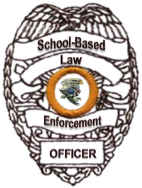 School-Based
Law
Enforcement
OFFICER